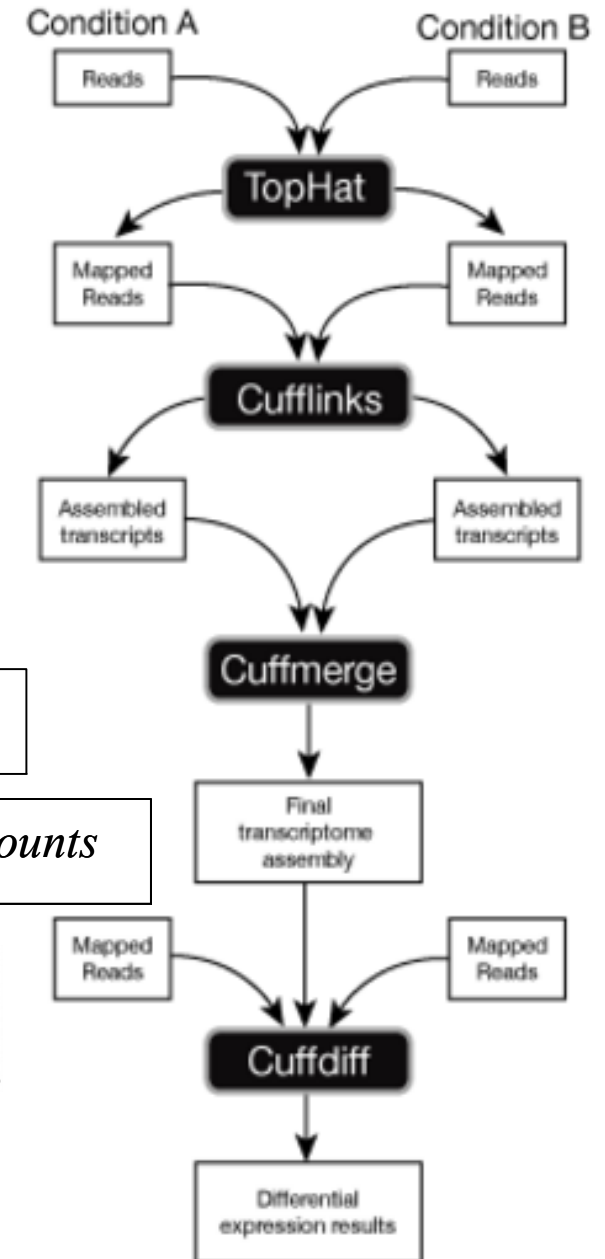 Condition A
Condition B
Reads
Reads
TopHat
Mapped
Reads
Mapped
Reads
Cufflinks
Assembled
transcripts
Assembled
transcripts
Cuffmerge
Final
transcriptome
assembly
ounts
Mapped
Reads
Mapped
Reads
Cuffdiff
Differential
expression results